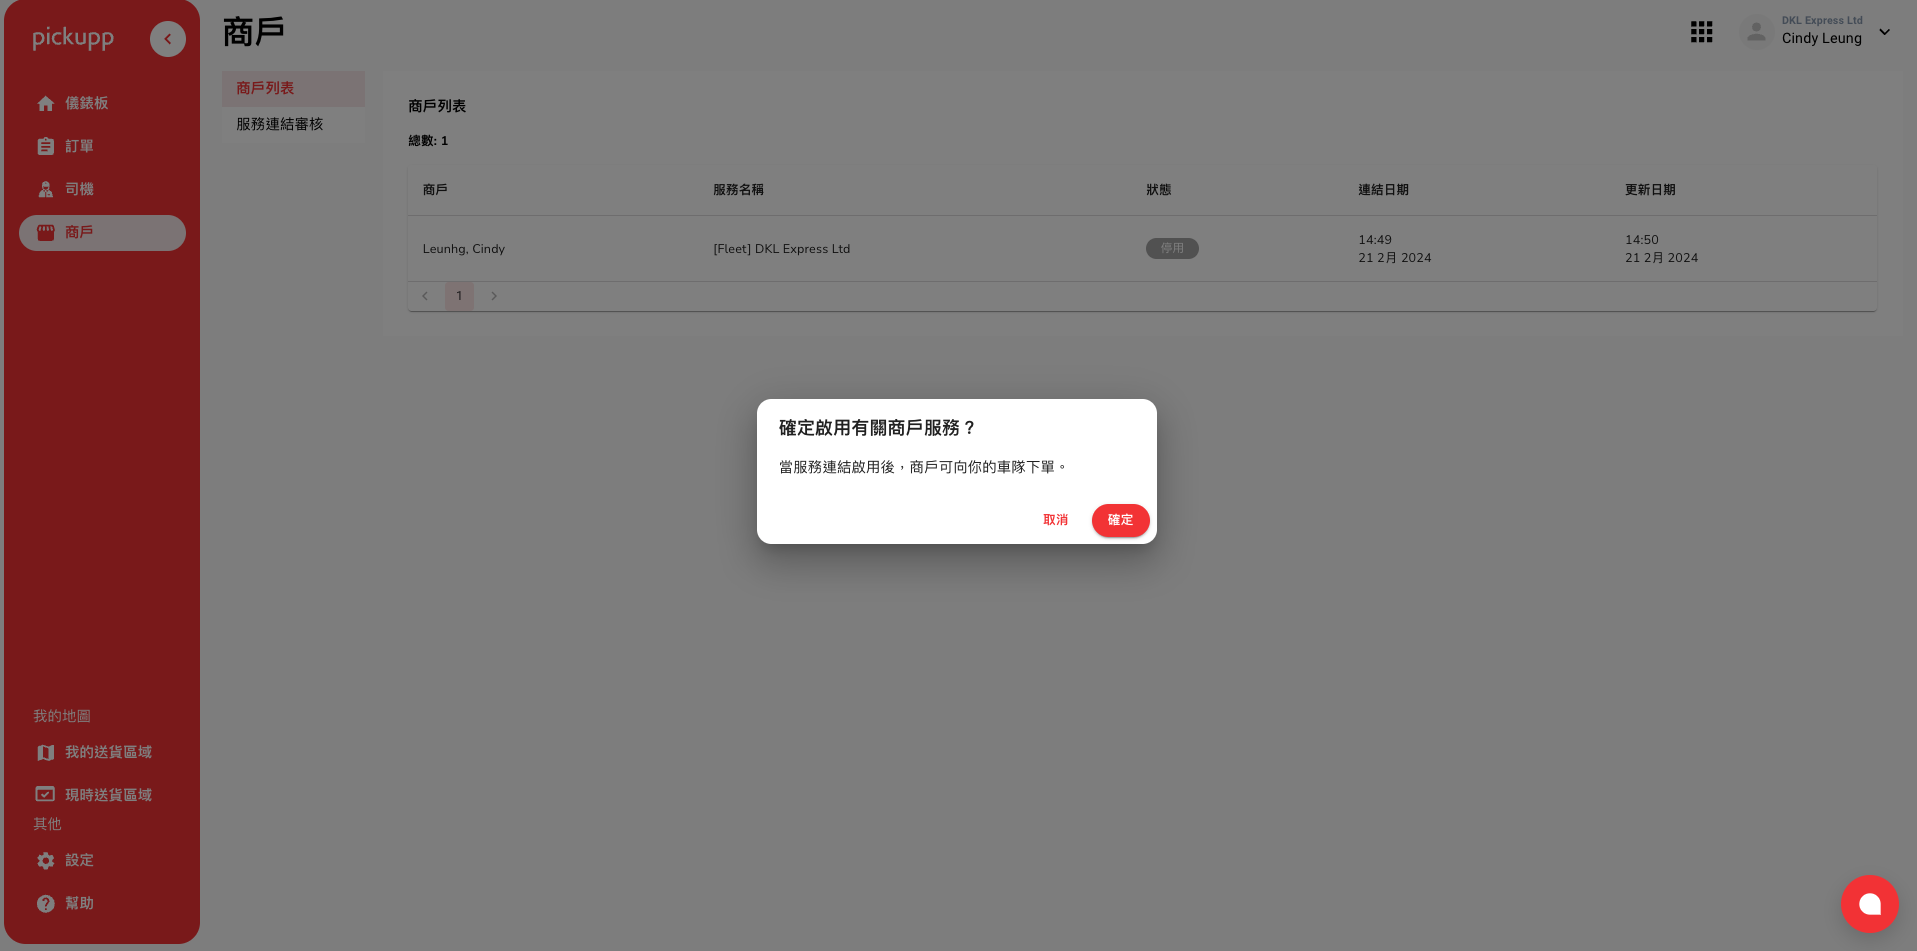 pickupp
儀錶板
訂單
司機
商戶
我的地圖
我的送貨區域
現時送貨區域
其他
設定
幫助
商戶
DKL Express Ltd
Cindy Leung
商戶列表
服務連結審核
商戶列表
總數: 1
商戶 服務名稱 狀態 連結日期 更新日期
Leunhg, Cindy [Fleet] DKL Express Ltd 停用 14:49 14:50
21 2月 2024 21 2月 2024
1
確定啟用有關商戶服務？
當服務連結啟用後，商戶可向你的車隊下單。
取消 確定